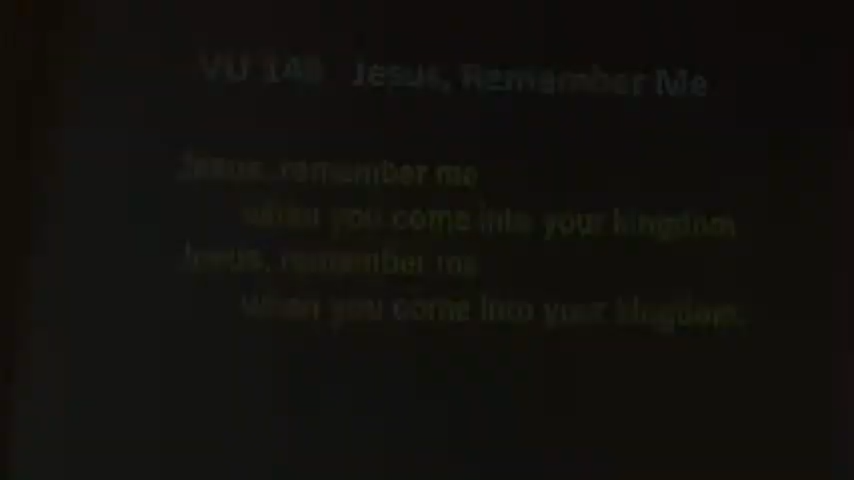 VU 148 Jesus, Remember Me
Jesus, remember me
when you come into your kingdom
Jesus, remember me
when you come into your kingdom.